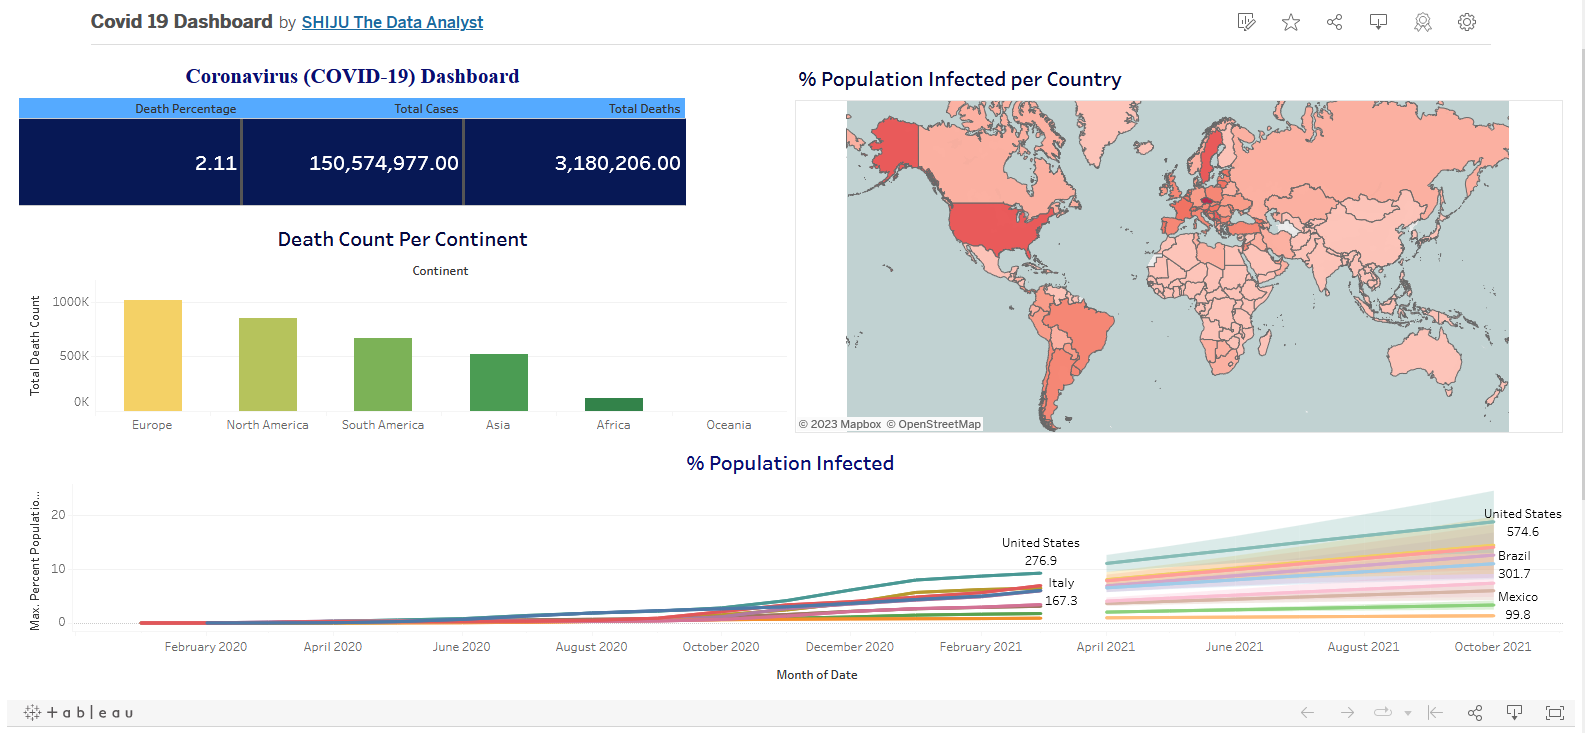 Covid 19 Dashboard by SHIJU The Data Analyst
Coronavirus (COVID-19) Dashboard
Death Percentage Total Cases Total Deaths
2.11 150,574,977.00 3,180,206.00
Death Count Per Continent
Continent
Total Death Count
1000K
500K
0K
Europe North America South America Asia Africa Oceania
% Population Infected per Country
© 2023 Mapbox © OpenStreetMap
% Population Infected
Max. Percent Populatio...
20
10
0
United States
276.9
Italy
167.3
United States
574.6
Brazil
301.7
Mexico
99.8
February 2020 April 2020 June 2020 August 2020 October 2020 December 2020 February 2021 April 2021 June 2021 August 2021 October 2021
Month of Date
+ableau